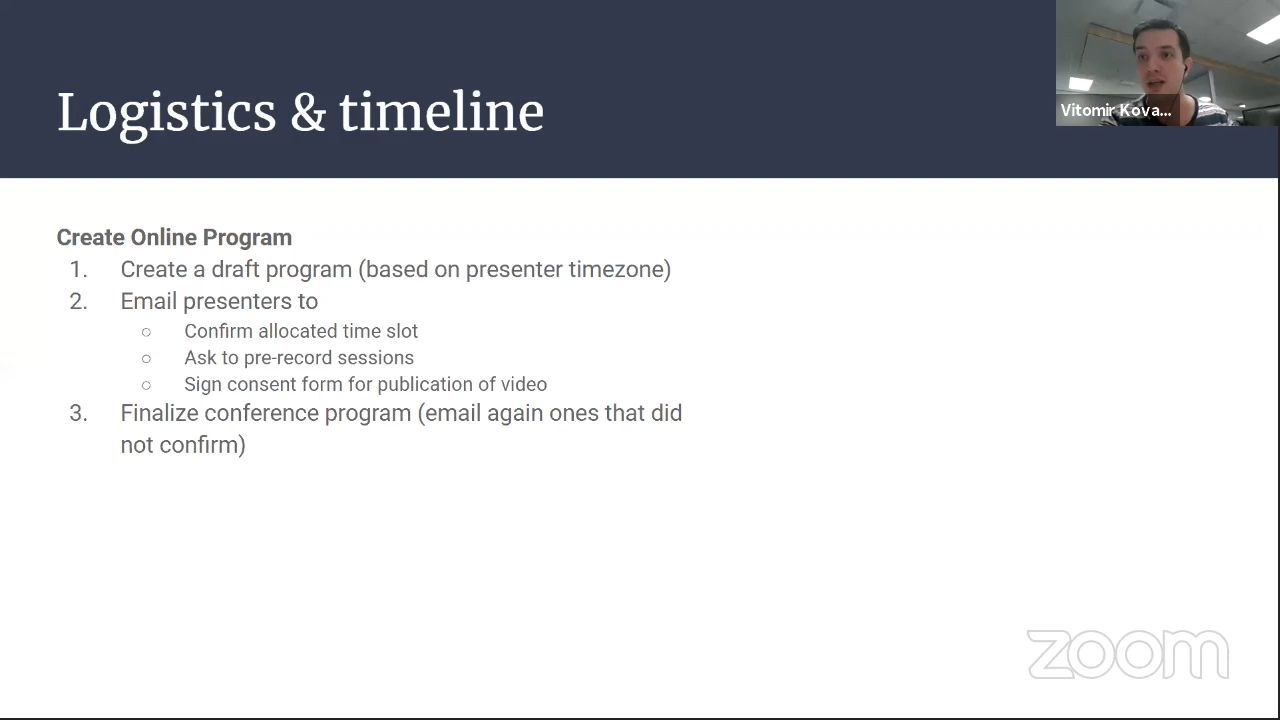 Logistics & timeline
Vitomir Kova...
Create Online Program
1. Create a draft program (based on presenter timezone)
2. Email presenters to
○ Confirm allocated time slot
○ Ask to pre-record sessions
○ Sign consent form for publication of video
3. Finalize conference program (email again ones that did
not confirm)
zoom